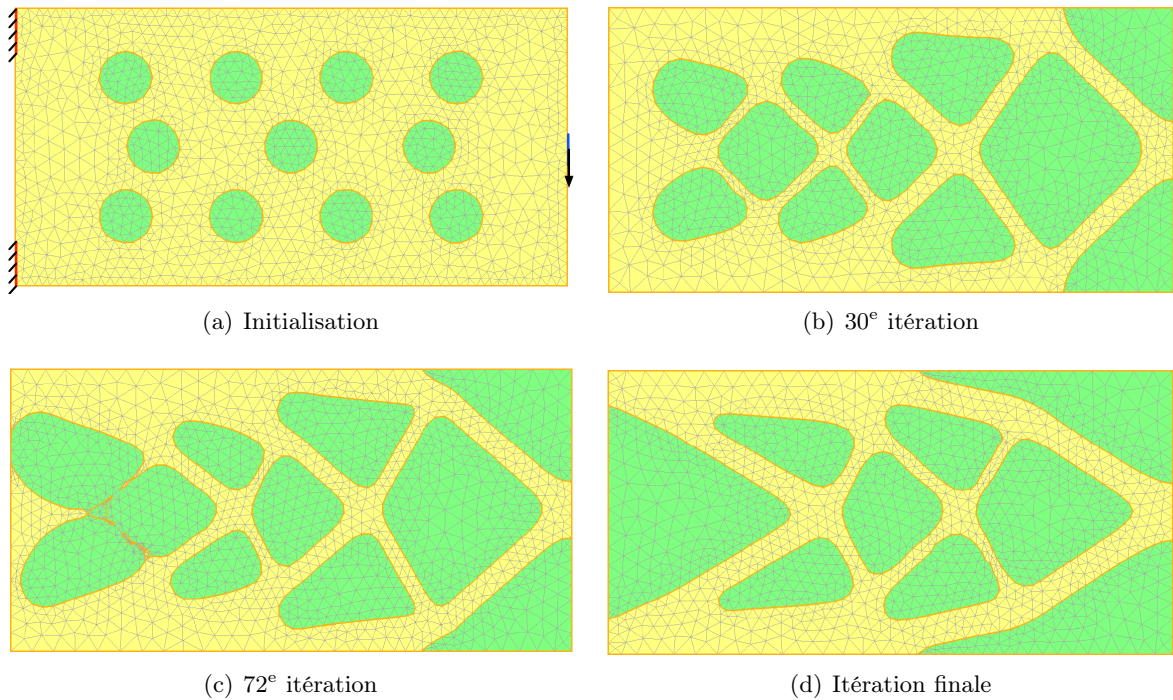 (a) Initialisation
(b) 30ᵉ itération
(c) 72ᵉ itération
(d) Itération finale